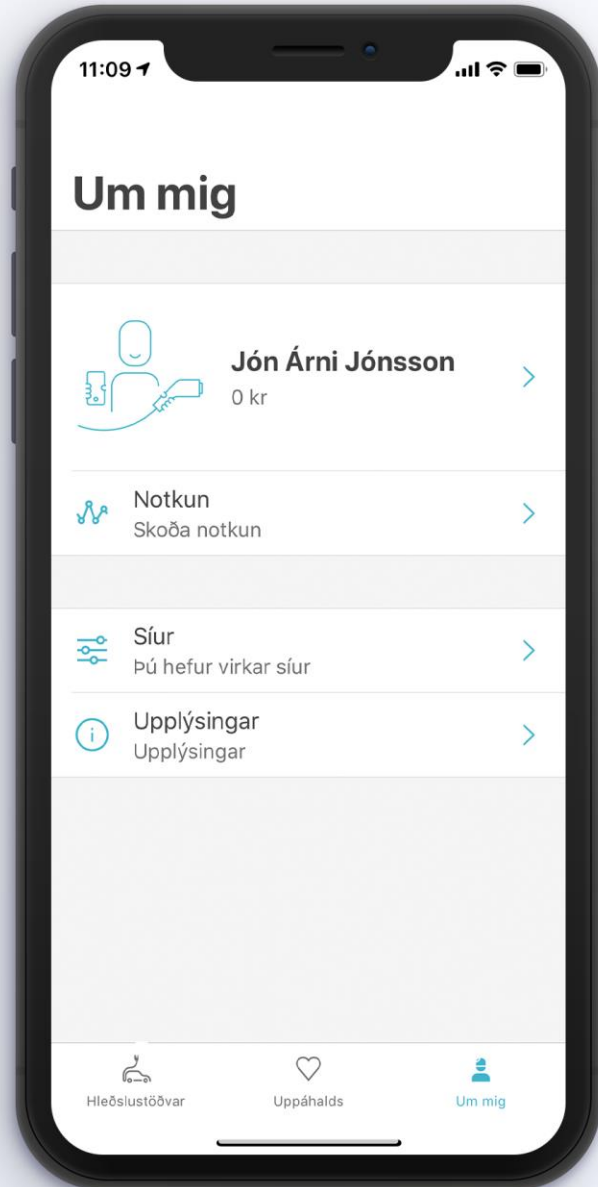 11:09
Um mig
Jón Árni Jónsson
0 kr
Notkun
Skoða notkun
Síur
Þú hefur virkar síur
Upplýsingar
Upplýsingar
Hleðslustöðvar
Uppáhalds
Um mig